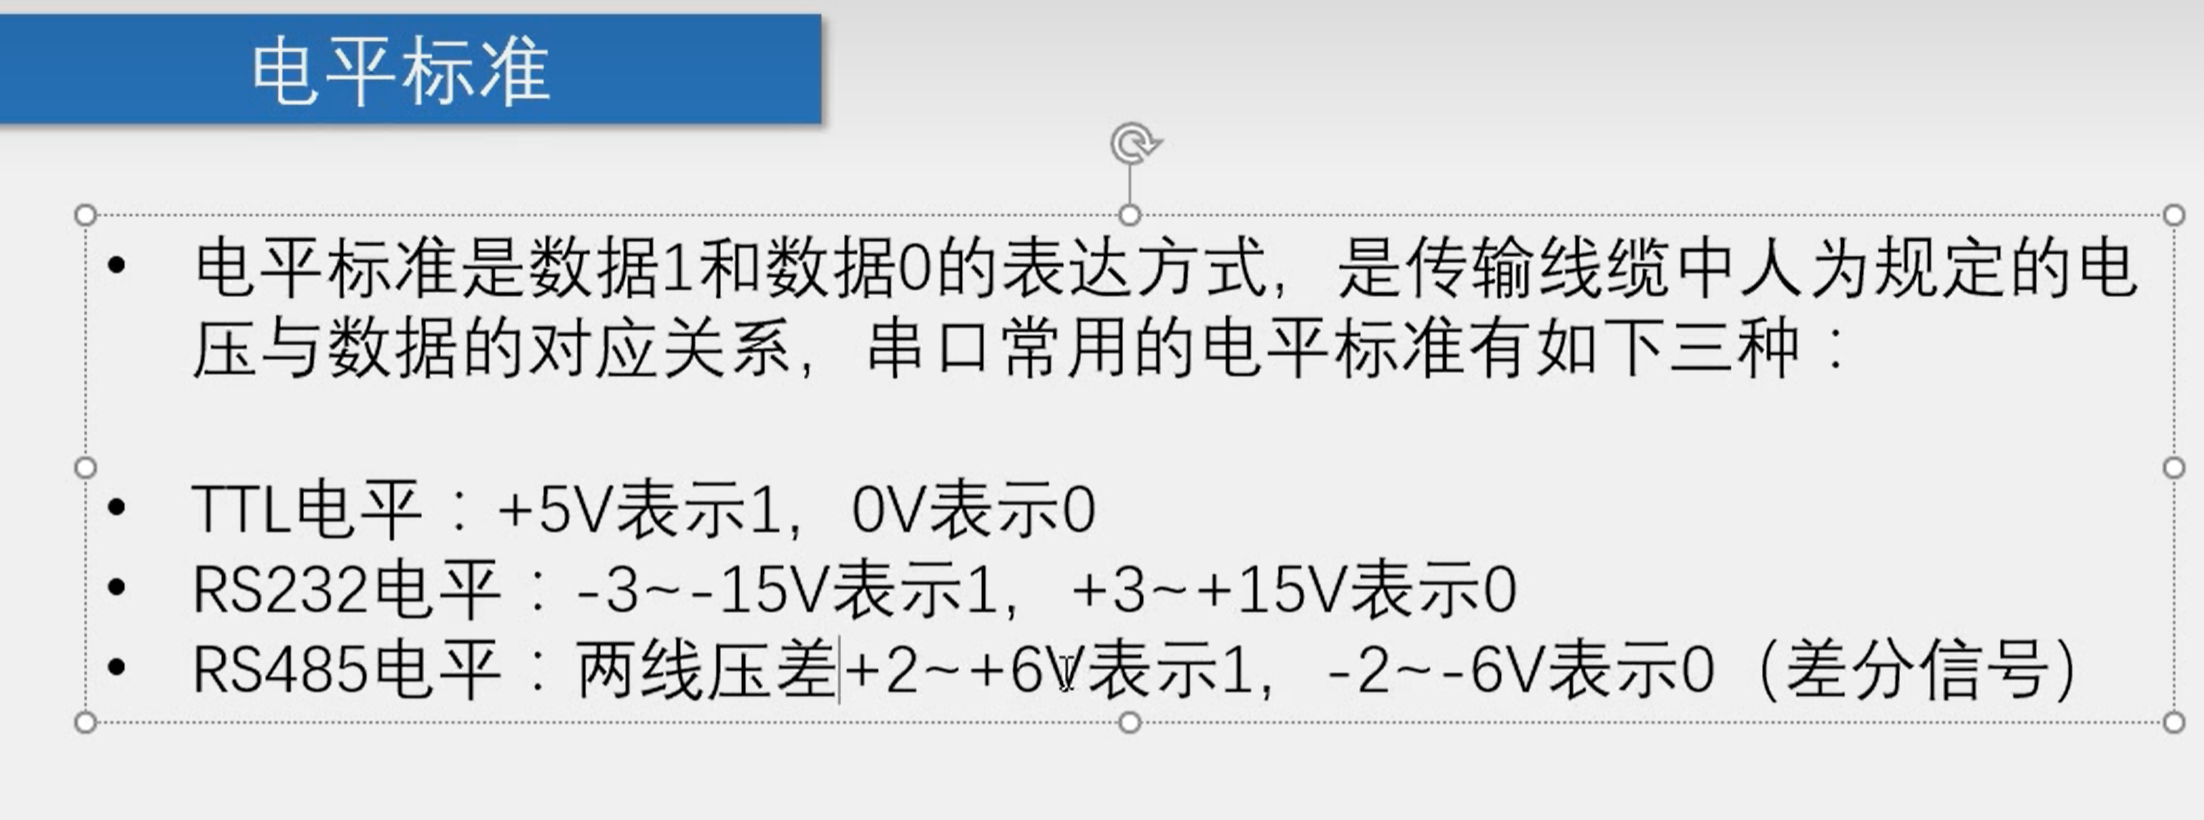 电平标准
• 电平标准是数据1和数据0的表达方式，是传输线缆中人为规定的电
压与数据的对应关系，串口常用的电平标准有如下三种：
• TTL电平：+5V表示1，0V表示0
• RS232电平：-3~-15V表示1，+3~+15V表示0
• RS485电平：两线压差+2~+6V表示1，-2~-6V表示0（差分信号）